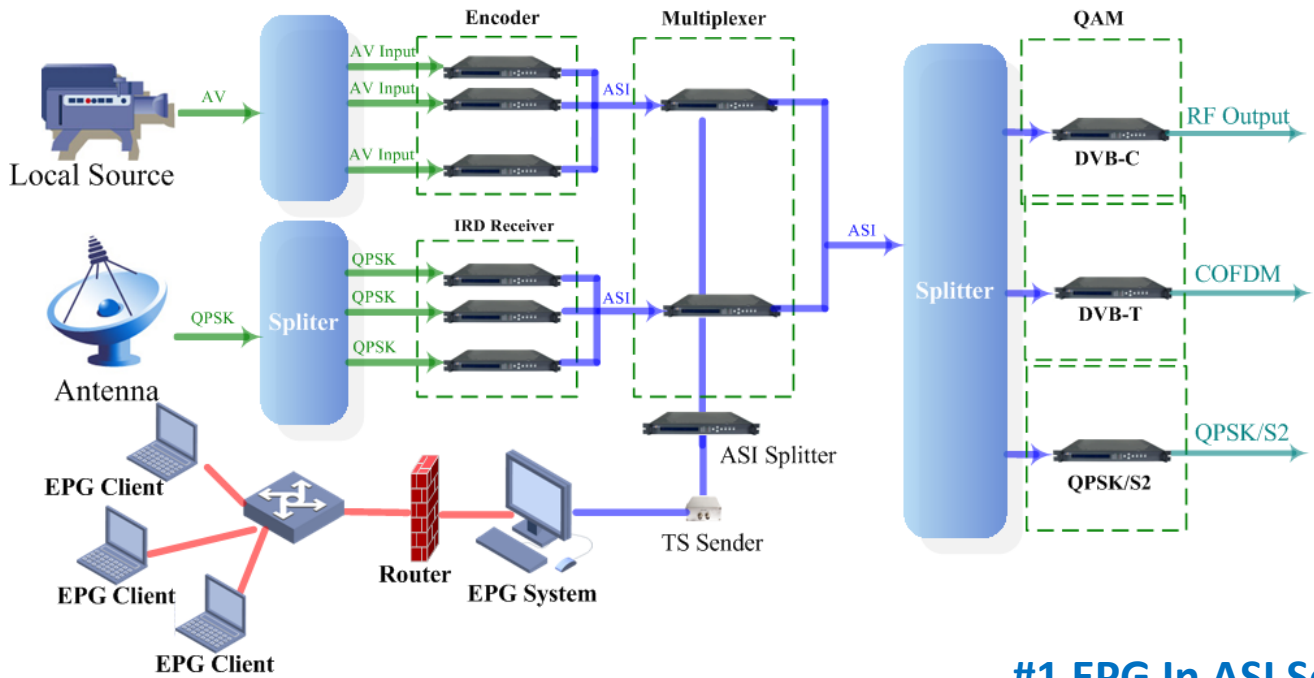 Encoder
Multiplexer
QAM
AV Input
AV
AV Input
ASI
RF Output
DVB-C
AV Input
Local Source
IRD Receiver
ASI
QPSK
COFDM
QPSK
ASI
Spliter
Splitter
QPSK
DVB-T
QPSK
Antenna
QPSK/S2
ASI Splitter
EPG Client
QPSK/S2
TS Sender
Router
EPG System
EPG Client
EPG Client
#1 EPG In ASI